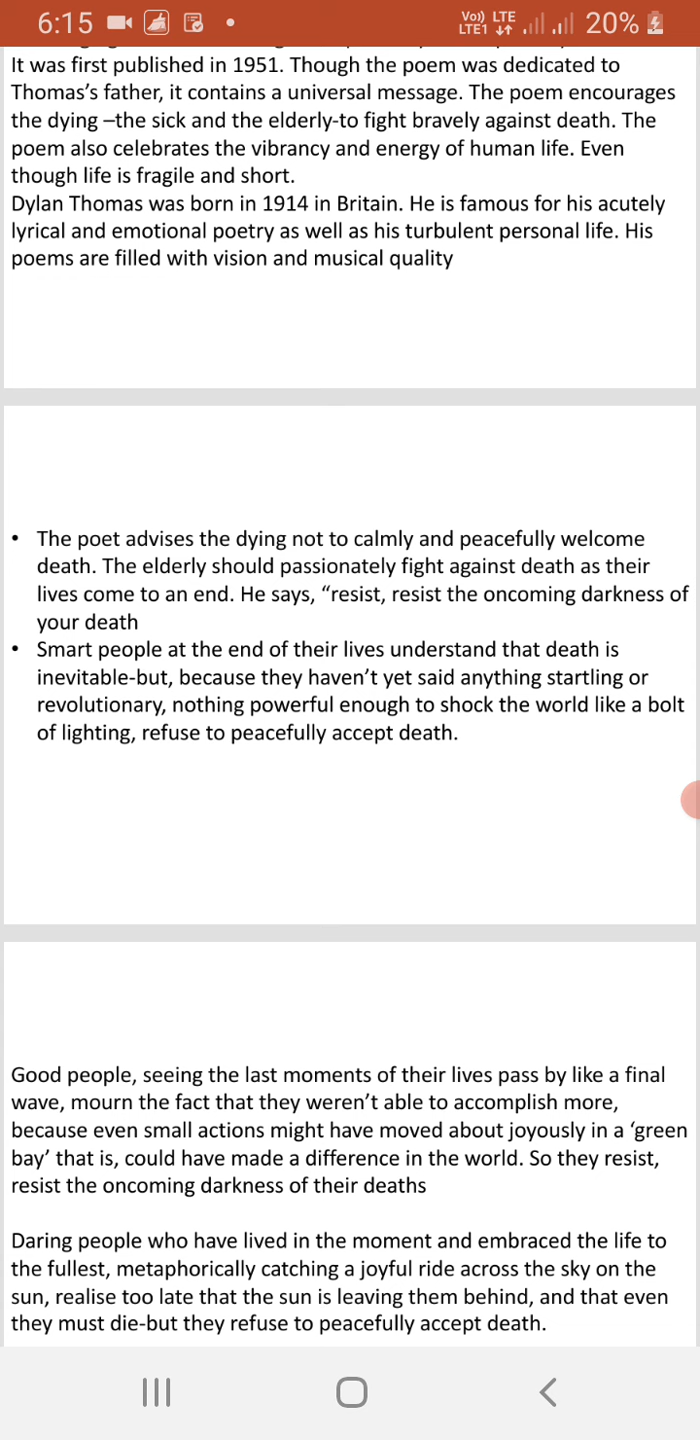 6:15
Vo) LTE
LTE1
20%
It was first published in 1951. Though the poem was dedicated to
Thomas’s father, it contains a universal message. The poem encourages
the dying –the sick and the elderly-to fight bravely against death. The
poem also celebrates the vibrancy and energy of human life. Even
though life is fragile and short.
Dylan Thomas was born in 1914 in Britain. He is famous for his acutely
lyrical and emotional poetry as well as his turbulent personal life. His
poems are filled with vision and musical quality
• The poet advises the dying not to calmly and peacefully welcome
death. The elderly should passionately fight against death as their
lives come to an end. He says, “resist, resist the oncoming darkness of
your death
• Smart people at the end of their lives understand that death is
inevitable-but, because they haven’t yet said anything startling or
revolutionary, nothing powerful enough to shock the world like a bolt
of lighting, refuse to peacefully accept death.
Good people, seeing the last moments of their lives pass by like a final
wave, mourn the fact that they weren’t able to accomplish more,
because even small actions might have moved about joyously in a ‘green
bay’ that is, could have made a difference in the world. So they resist,
resist the oncoming darkness of their deaths
Daring people who have lived in the moment and embraced the life to
the fullest, metaphorically catching a joyful ride across the sky on the
sun, realise too late that the sun is leaving them behind, and that even
they must die-but they refuse to peacefully accept death.